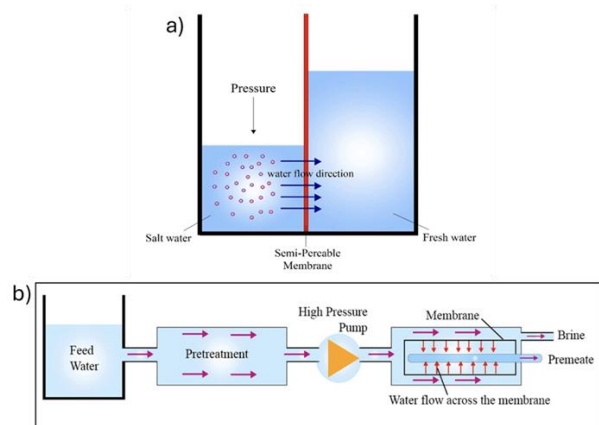 a)
Pressure
water flow direction
Salt water
Semi-Pereable
Membrane
Fresh water
b)
Feed
Water
Pretreatment
High Pressure
Pump
Membrane
Brine
Premeate
Water flow across the membrane